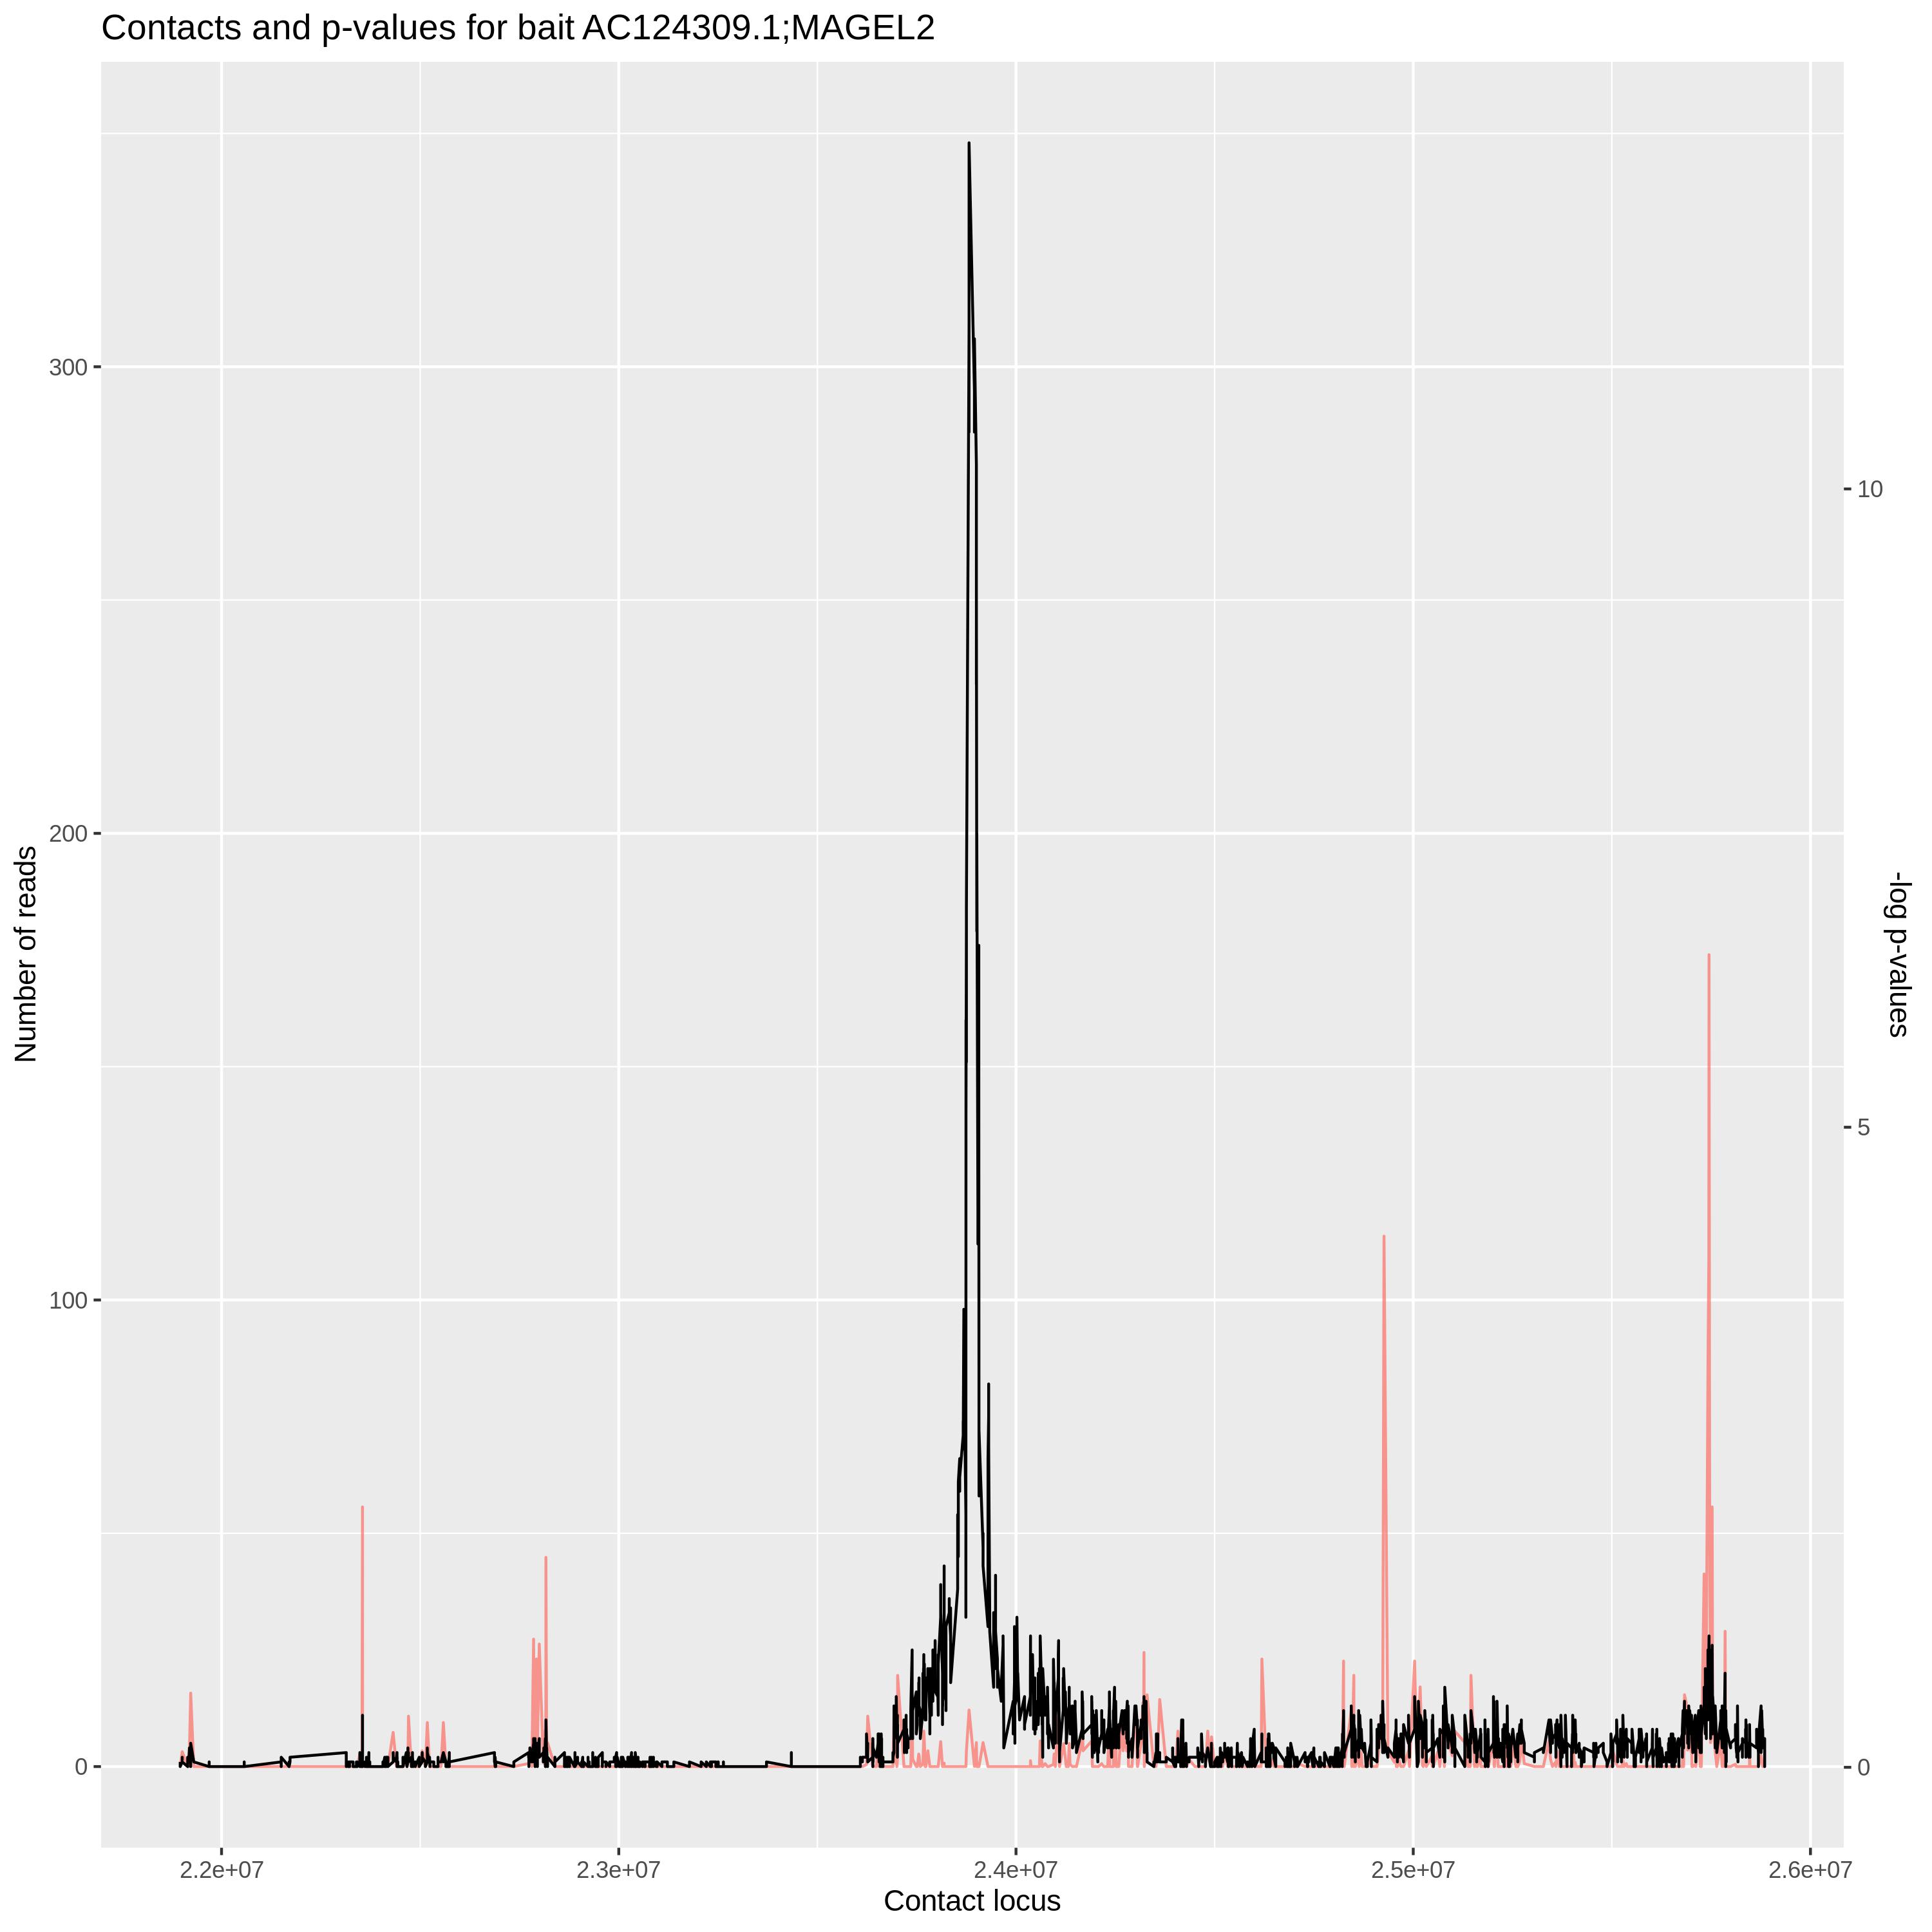 Contacts and p-values for bait AC124309.1;MAGEL2
Number of reads
300
200
100
0
10
5
0
-log p-values
2.2e+07
2.3e+07
2.4e+07
2.5e+07
2.6e+07
Contact locus